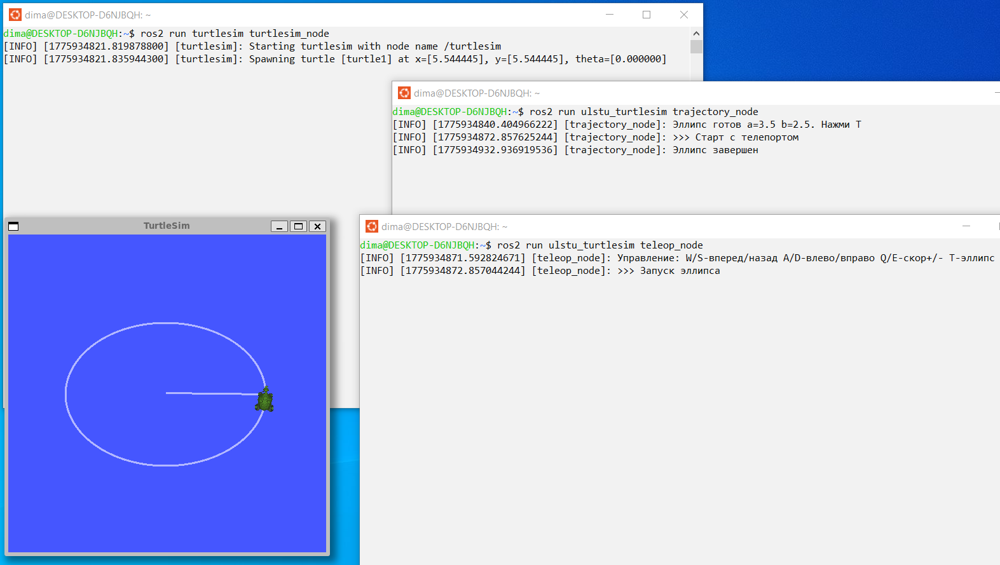 dima@DESKTOP-D6NJBQH: ~
dima@DESKTOP-D6NJBQH:~$ ros2 run turtlesim turtlesim_node
[INFO] [1775934821.819878800] [turtlesim]: Starting turtlesim with node name /turtlesim
[INFO] [1775934821.835944300] [turtlesim]: Spawning turtle [turtle1] at x=[5.544445], y=[5.544445], theta=[0.000000]
dima@DESKTOP-D6NJBQH: ~
dima@DESKTOP-D6NJBQH:~$ ros2 run ulstu_turtlesim trajectory_node
[INFO] [1775934840.404966222] [trajectory_node]: Эллипс готов a=3.5 b=2.5. Нажми T
[INFO] [1775934872.857625244] [trajectory_node]: >>> Старт с телепортом
[INFO] [1775934932.936919536] [trajectory_node]: Эллипс завершен
TurtleSim
dima@DESKTOP-D6NJBQH: ~
dima@DESKTOP-D6NJBQH:~$ ros2 run ulstu_turtlesim teleop_node
[INFO] [1775934871.592824671] [teleop_node]: Управление: W/S-вперед/назад A/D-влево/вправо Q/E-скор+/- T-эллипс
[INFO] [1775934872.857044244] [teleop_node]: >>> Запуск эллипса